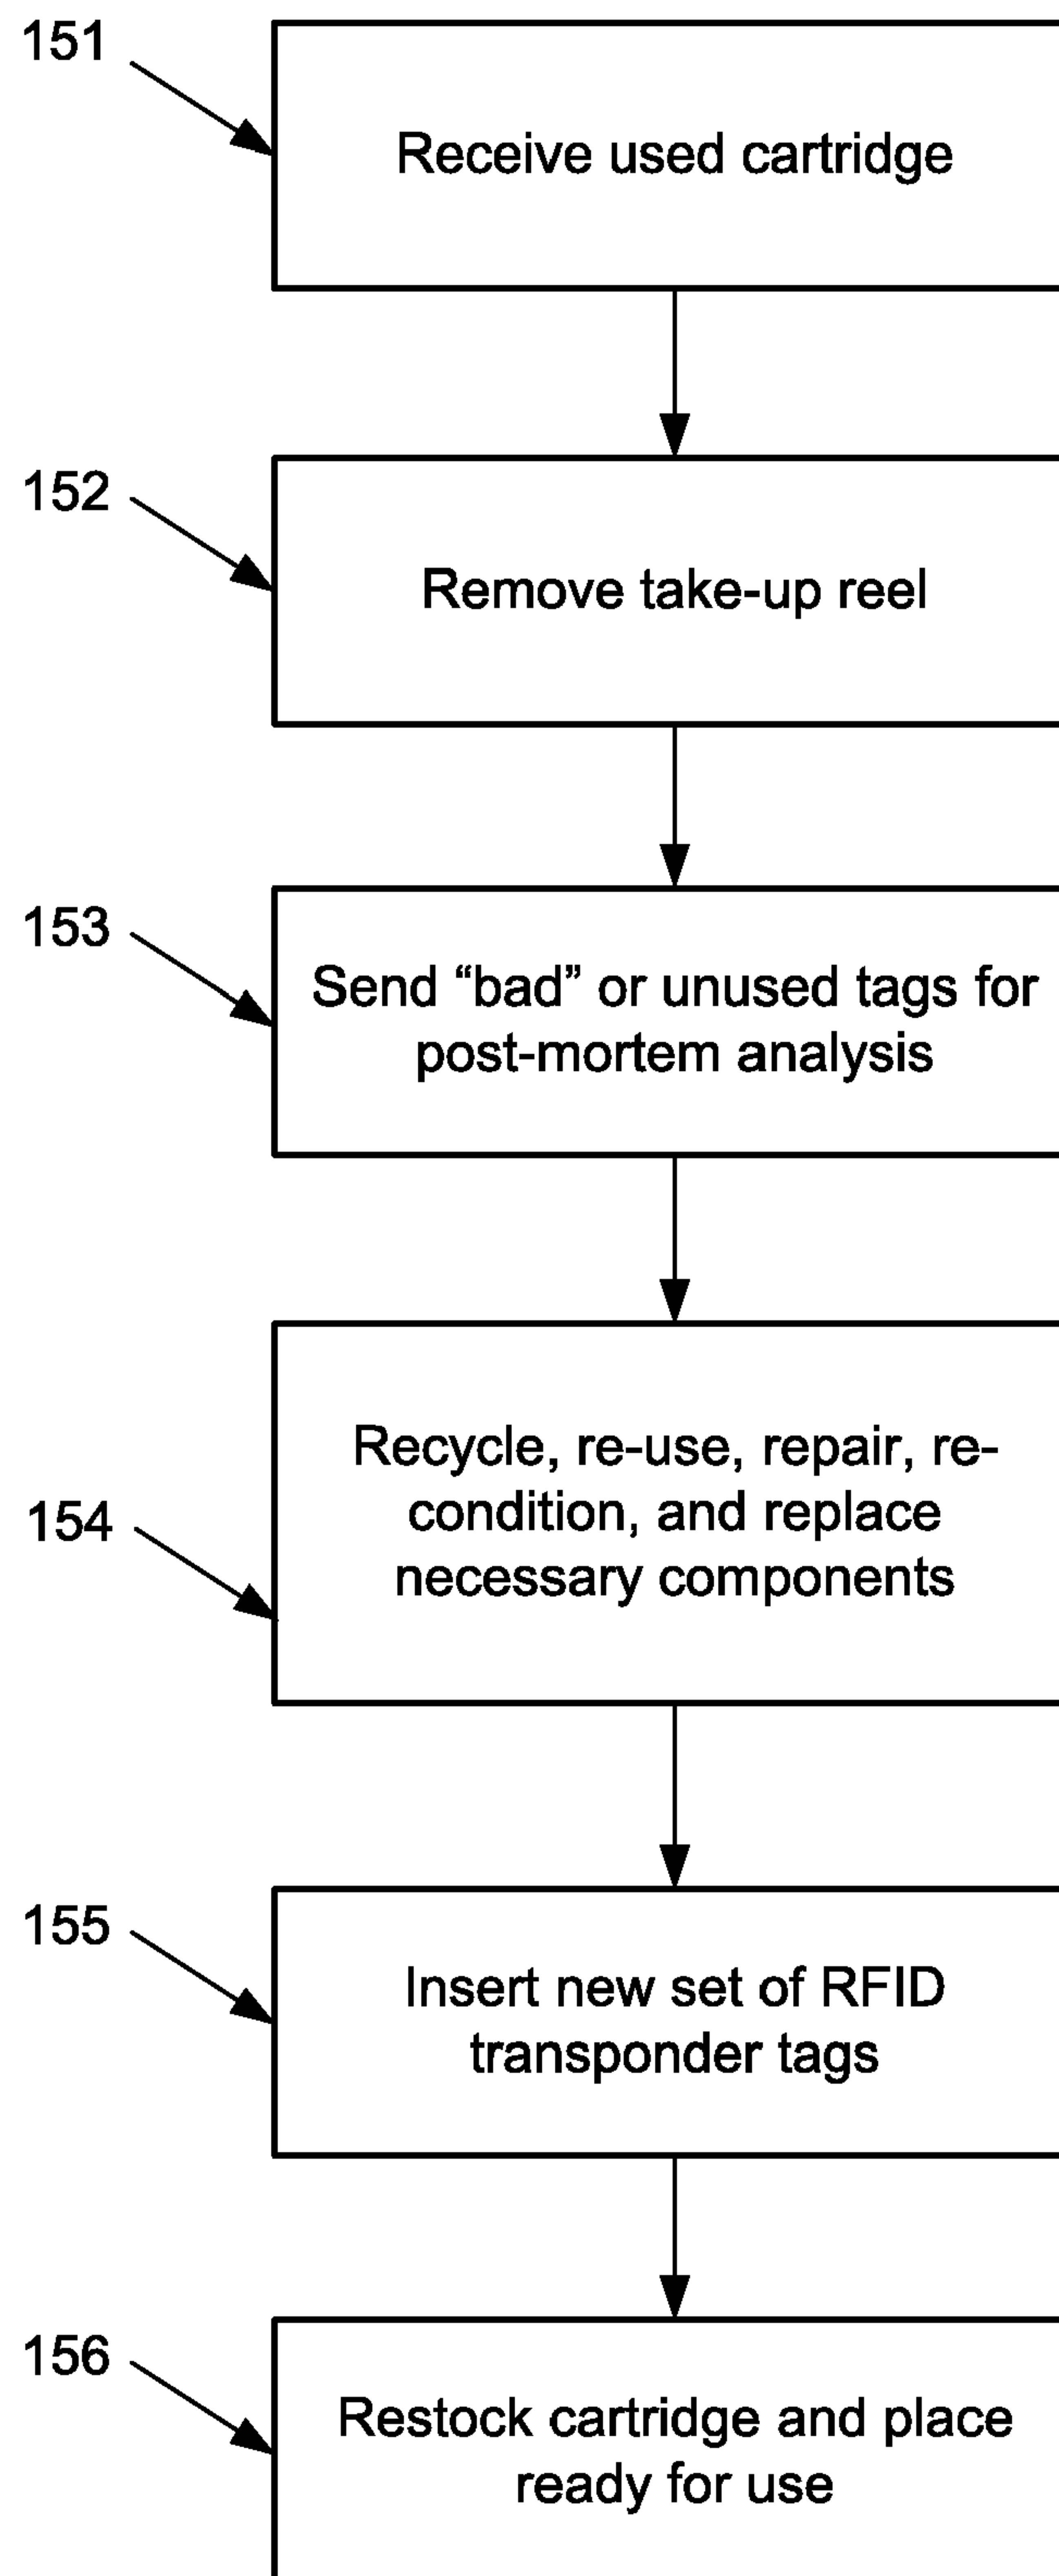 151
Receive used cartridge
152
Remove take-up reel
153
Send “bad” or unused tags for
post-mortem analysis
154
Recycle, re-use, repair, re-
condition, and replace
necessary components
155
Insert new set of RFID
transponder tags
156
Restock cartridge and place
ready for use